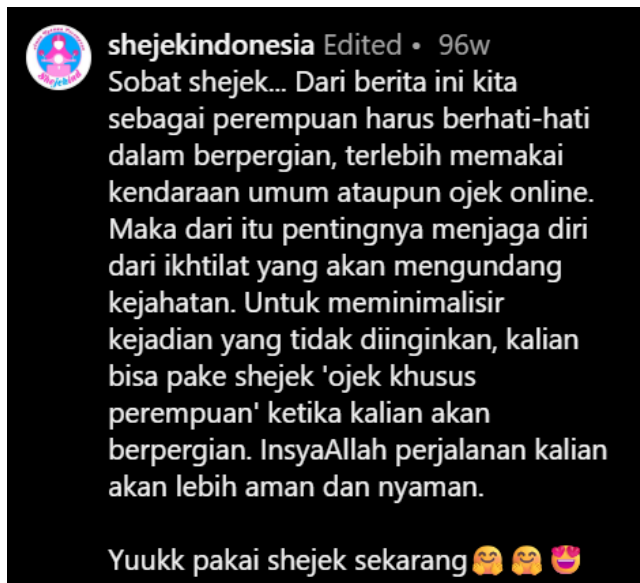 shejekindonesia Edited • 96w
Sobat shejek... Dari berita ini kita
sebagai perempuan harus berhati-hati
dalam berpergian, terlebih memakai
kendaraan umum ataupun ojek online.
Maka dari itu pentingnya menjaga diri
dari ikhtilat yang akan mengundang
kejahatan. Untuk meminimalisir
kejadian yang tidak diinginkan, kalian
bisa pake shejek 'ojek khusus
perempuan' ketika kalian akan
berpergian. InsyaAllah perjalanan kalian
akan lebih aman dan nyaman.
Yuukk pakai shejek sekarang🤗 🤗 😍